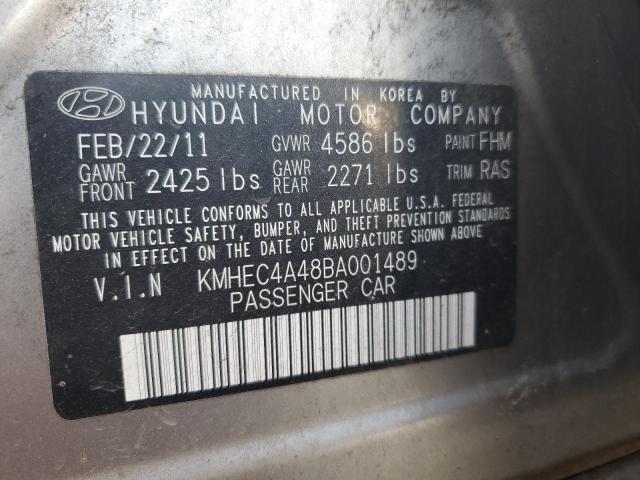 MANUFACTURED IN KOREA BY
HYUNDAI MOTOR COMPANY
FEB/22/11 GVWR 4586 lbs PAINT FHM
GAWR FRONT 2425 lbs GAWR REAR 2271 lbs TRIM RAS
THIS VEHICLE CONFORMS TO ALL APPLICABLE U.S.A. FEDERAL
MOTOR VEHICLE SAFETY, BUMPER, AND THEFT PREVENTION STANDARDS
IN EFFECT ON THE DATE OF MANUFACTURE SHOWN ABOVE.
V.I.N KMHEC4A48BA001489
PASSENGER CAR